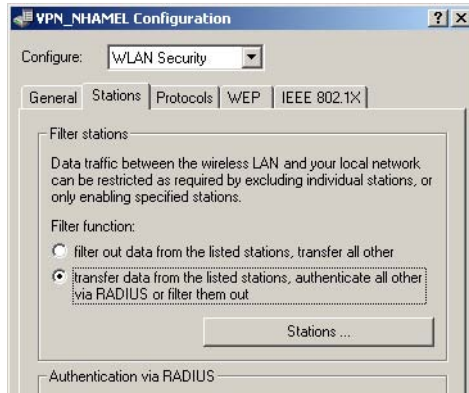 VPN_NHAMEL Configuration
Configure: WLAN Security
General Stations Protocols WEP IEEE 802.1X
Filter stations
Data traffic between the wireless LAN and your local network
can be restricted as required by excluding individual stations, or
only enabling specified stations.
Filter function:
filter out data from the listed stations, transfer all other
transfer data from the listed stations, authenticate all other
via RADIUS or filter them out
Stations ...
Authentication via RADIUS